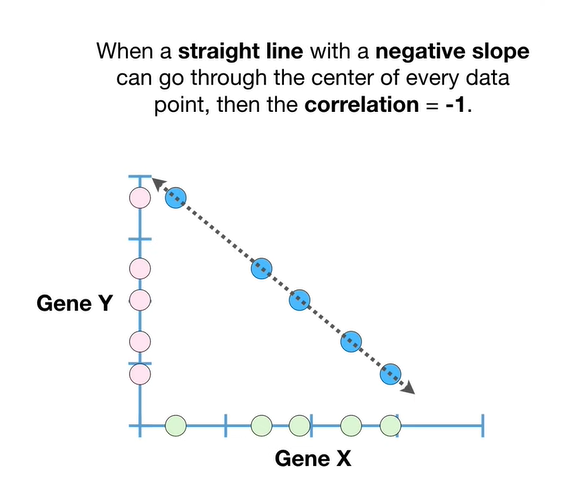 When a straight line with a negative slope
can go through the center of every data
point, then the correlation = -1.
Gene Y
Gene X